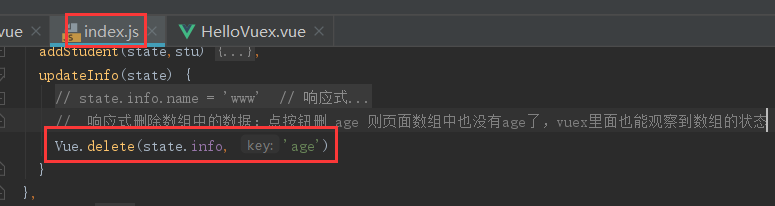 vue × index.js × HelloVuex.vue ×
addStudent(state,stu) {...},
updateInfo(state) {
// state.info.name = 'www' // 响应式...
// 响应式删除数组中的数据：点按钮删 age 则页面数组中也没有age了，vuex里面也能观察到数组的状态
Vue.delete(state.info, key: 'age')
}
},